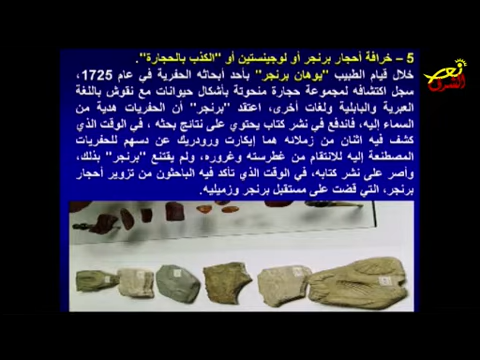 5 – خرافة أحجار برنجر أو لوجينستين أو "الكذب بالحجارة".
خلال قيام الطبيب "يوهان برنجر" بأحد أبحاثه الحفرية في عام 1725،
سجل اكتشافه لمجموعة حجارة منحوتة بأشكال حيوانات مع نقوش باللغة
العبرية والبابلية ولغات أخرى، اعتقد "برنجر" أن الحفريات هدية من
السماء إليه، فاندفع في نشر كتاب يحتوي على نتائج بحثه ، في الوقت الذي
كشف فيه اثنان من زملائه هما إيكارت ورودريك عن دسهم للحفريات
المصطنعة إليه للانتقام من غطرسته وغروره، ولم يقتنع "برنجر" بذلك،
وأصر على نشر كتابه، في الوقت الذي تأكد فيه الباحثون من تزوير أحجار
برنجر، التي قضت على مستقبل برنجر وزميليه.